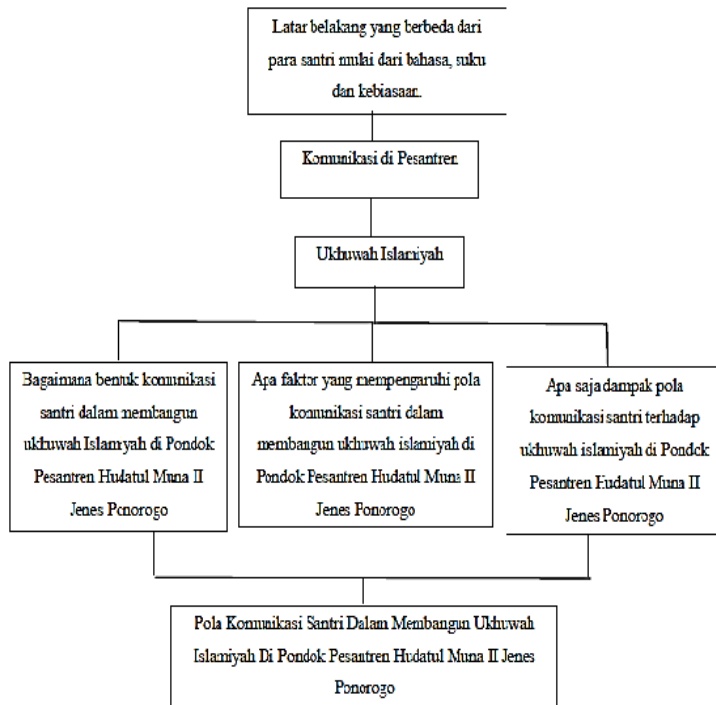 Latar belakang yang berbeda dari
para santri mulai dari bahasa, suku
dan kebiasaan.
Komunikasi di Pesantren
Ukhuwah Islamiyah
Bagaimana bentuk komunikasi
santri dalam membangun
ukhuwah Islamiyah di Pondok
Pesantren Hudatul Muna II
Jenes Ponorogo
Apa faktor yang mempengaruhi pola
komunikasi santri dalam
membangun ukhuwah islamiyah di
Pondok Pesantren Hudatul Muna II
Jenes Ponorogo
Apa saja dampak pola
komunikasi santri terhadap
ukhuwah islamiyah di Pondok
Pesantren Hudatul Muna II
Jenes Ponorogo
Pola Komunikasi Santri Dalam Membangun Ukhuwah
Islamiyah Di Pondok Pesantren Hudatul Muna II Jenes
Ponorogo